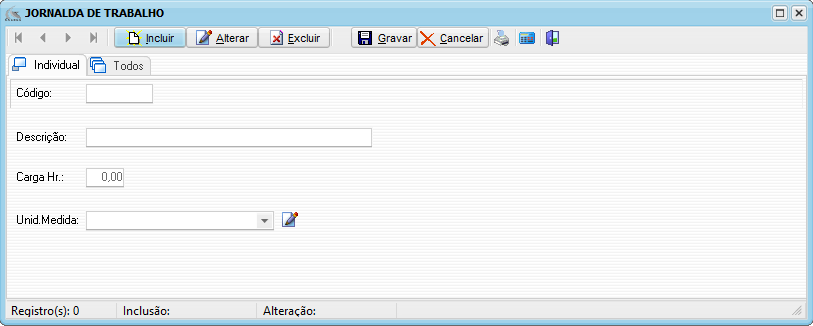 JORNALDA DE TRABALHO
Incluir Alterar Excluir Gravar Cancelar
Individual Todos
Código:
Descrição:
Carga Hr.: 0,00
Unid.Medida:
Registro(s): 0 Inclusão: Alteração: